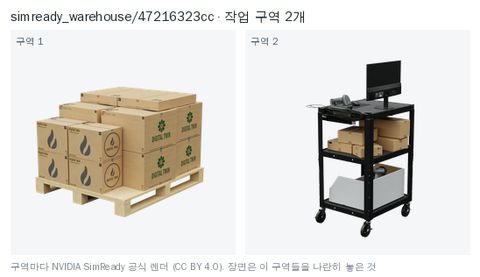 simready_warehouse/47216323cc · 작업 구역 2개
구역 1
구역 2
DIGITAL TWIN
DIGITAL TWIN
DIGITAL TWIN
DIGITAL TWIN
구역마다 NVIDIA SimReady 공식 렌더 (CC BY 4.0). 장면은 이 구역들을 나란히 놓은 것